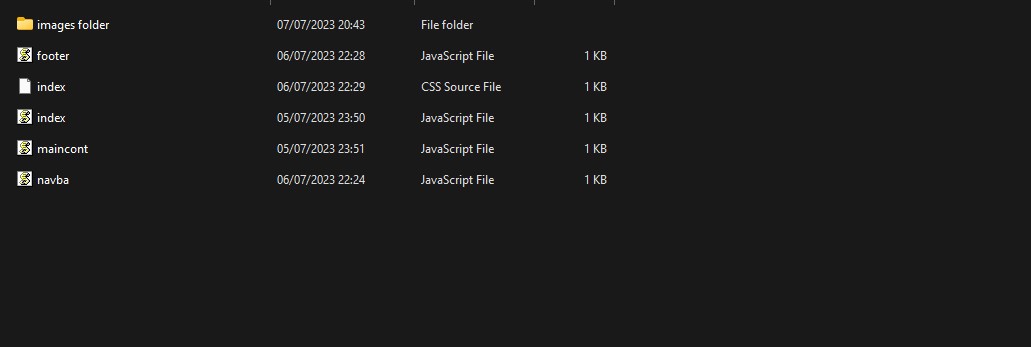 images folder 07/07/2023 20:43 File folder
footer 06/07/2023 22:28 JavaScript File 1 KB
index 06/07/2023 22:29 CSS Source File 1 KB
index 05/07/2023 23:50 JavaScript File 1 KB
maincont 05/07/2023 23:51 JavaScript File 1 KB
navba 06/07/2023 22:24 JavaScript File 1 KB